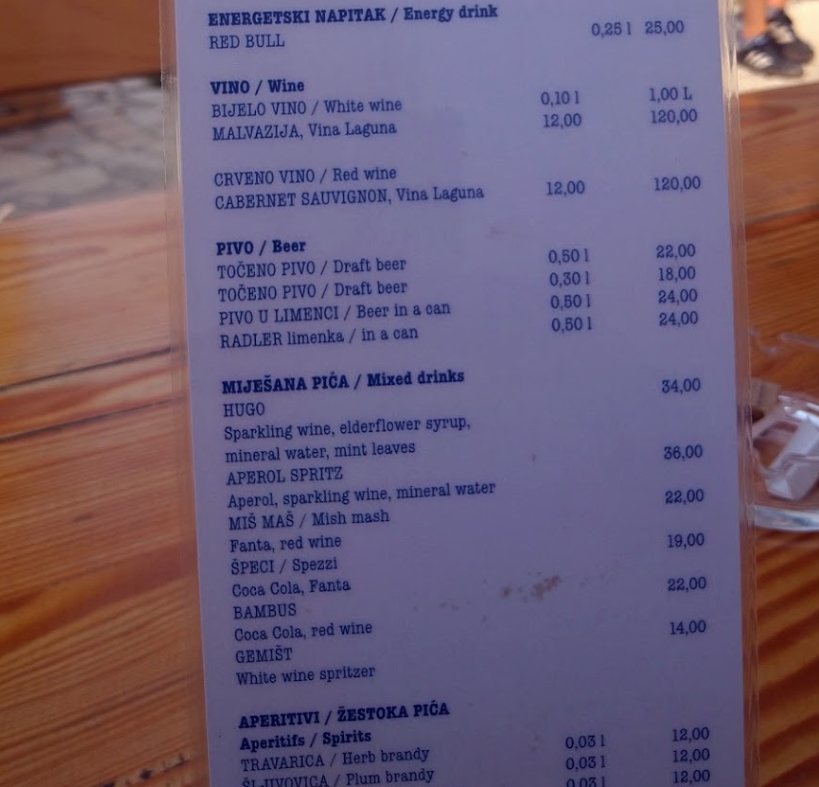 ENERGETSKI NAPITAK / Energy drink
RED BULL 0,25 l 25,00
VINO / Wine
BIJELO VINO / White wine 0,10 l 1,00 L
MALVAZIJA, Vina Laguna 12,00 120,00
CRVENO VINO / Red wine
CABERNET SAUVIGNON, Vina Laguna 12,00 120,00
PIVO / Beer
TOČENO PIVO / Draft beer 0,50 l 22,00
TOČENO PIVO / Draft beer 0,30 l 18,00
PIVO U LIMENCI / Beer in a can 0,50 l 24,00
RADLER limenka / in a can 0,50 l 24,00
MIJEŠANA PIĆA / Mixed drinks
HUGO 34,00
Sparkling wine, elderflower syrup,
mineral water, mint leaves
APEROL SPRITZ 36,00
Aperol, sparkling wine, mineral water
MIŠ MAŠ / Mish mash 22,00
Fanta, red wine
ŠPECI / Spezzi 19,00
Coca Cola, Fanta
BAMBUS 22,00
Coca Cola, red wine
GEMIŠT 14,00
White wine spritzer
APERITIVI / ŽESTOKA PIĆA
Aperitifs / Spirits
TRAVARICA / Herb brandy 0,03 l 12,00
ŠLJIVOVICA / Plum brandy 0,03 l 12,00
0,03 l 12,00